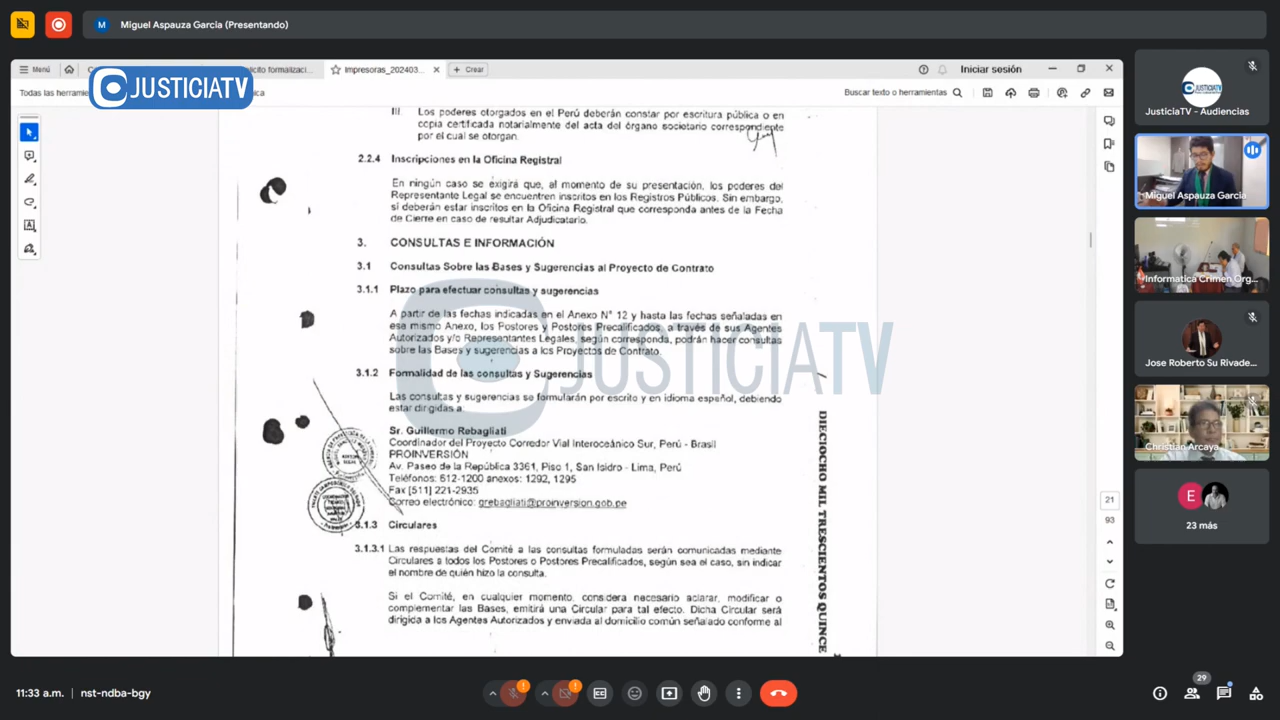 Miguel Aspauza Garcia (Presentando)
Menú
licito formalizaci...
Impresoras_202403...
Crear
Iniciar sesión
Todas las herramie
Buscar texto o herramientas
JUSTICIATV
III. Los poderes otorgados en el Perú deberán constar por escritura pública o en
copia certificada notarialmente del acta del órgano societario correspondiente
por el cual se otorgan.
2.2.4 Inscripciones en la Oficina Registral
En ningún caso se exigirá que, al momento de su presentación, los poderes del
Representante Legal se encuentren inscritos en los Registros Públicos. Sin embargo,
sí deberán estar inscritos en la Oficina Registral que corresponda antes de la Fecha
de Cierre en caso de resultar Adjudicatario.
3. CONSULTAS E INFORMACIÓN
3.1 Consultas Sobre las Bases y Sugerencias al Proyecto de Contrato
3.1.1 Plazo para efectuar consultas y sugerencias
A partir de las fechas indicadas en el Anexo N° 12 y hasta las fechas señaladas en
ese mismo Anexo, los Postores y Postores Precalificados, a través de sus Agentes
Autorizados y/o Representantes Legales, según corresponda, podrán hacer consultas
sobre las Bases y sugerencias a los Proyectos de Contrato.
3.1.2 Formalidad de las consultas y Sugerencias
Las consultas y sugerencias se formularán por escrito y en idioma español, debiendo
estar dirigidas a:
Sr. Guillermo Rebagliati
Coordinador del Proyecto Corredor Vial Interoceánico Sur, Perú - Brasil
PROINVERSIÓN
Av. Paseo de la República 3361, Piso 1, San Isidro - Lima, Perú
Teléfonos: 612-1200 anexos: 1292, 1295
Fax [511] 221-2935
Correo electrónico: grebagliati@proinversion.gob.pe
3.1.3 Circulares
3.1.3.1 Las respuestas del Comité a las consultas formuladas serán comunicadas mediante
Circulares a todos los Postores o Postores Precalificados, según sea el caso, sin indicar
el nombre de quién hizo la consulta.
Si el Comité, en cualquier momento, considera necesario aclarar, modificar o
complementar las Bases, emitirá una Circular para tal efecto. Dicha Circular será
dirigida a los Agentes Autorizados y enviada al domicilio común señalado conforme al
DIECIOCHO MIL TRESCIENTOS QUINCE
JUSTICIATV
21
93
JusticiaTV - Audiencias
Miguel Aspauza Garcia
Informatica Crimen Org...
Jose Roberto Su Rivade...
Christian Arcaya
E
23 más
11:33 a.m. | nst-ndba-bgy
29